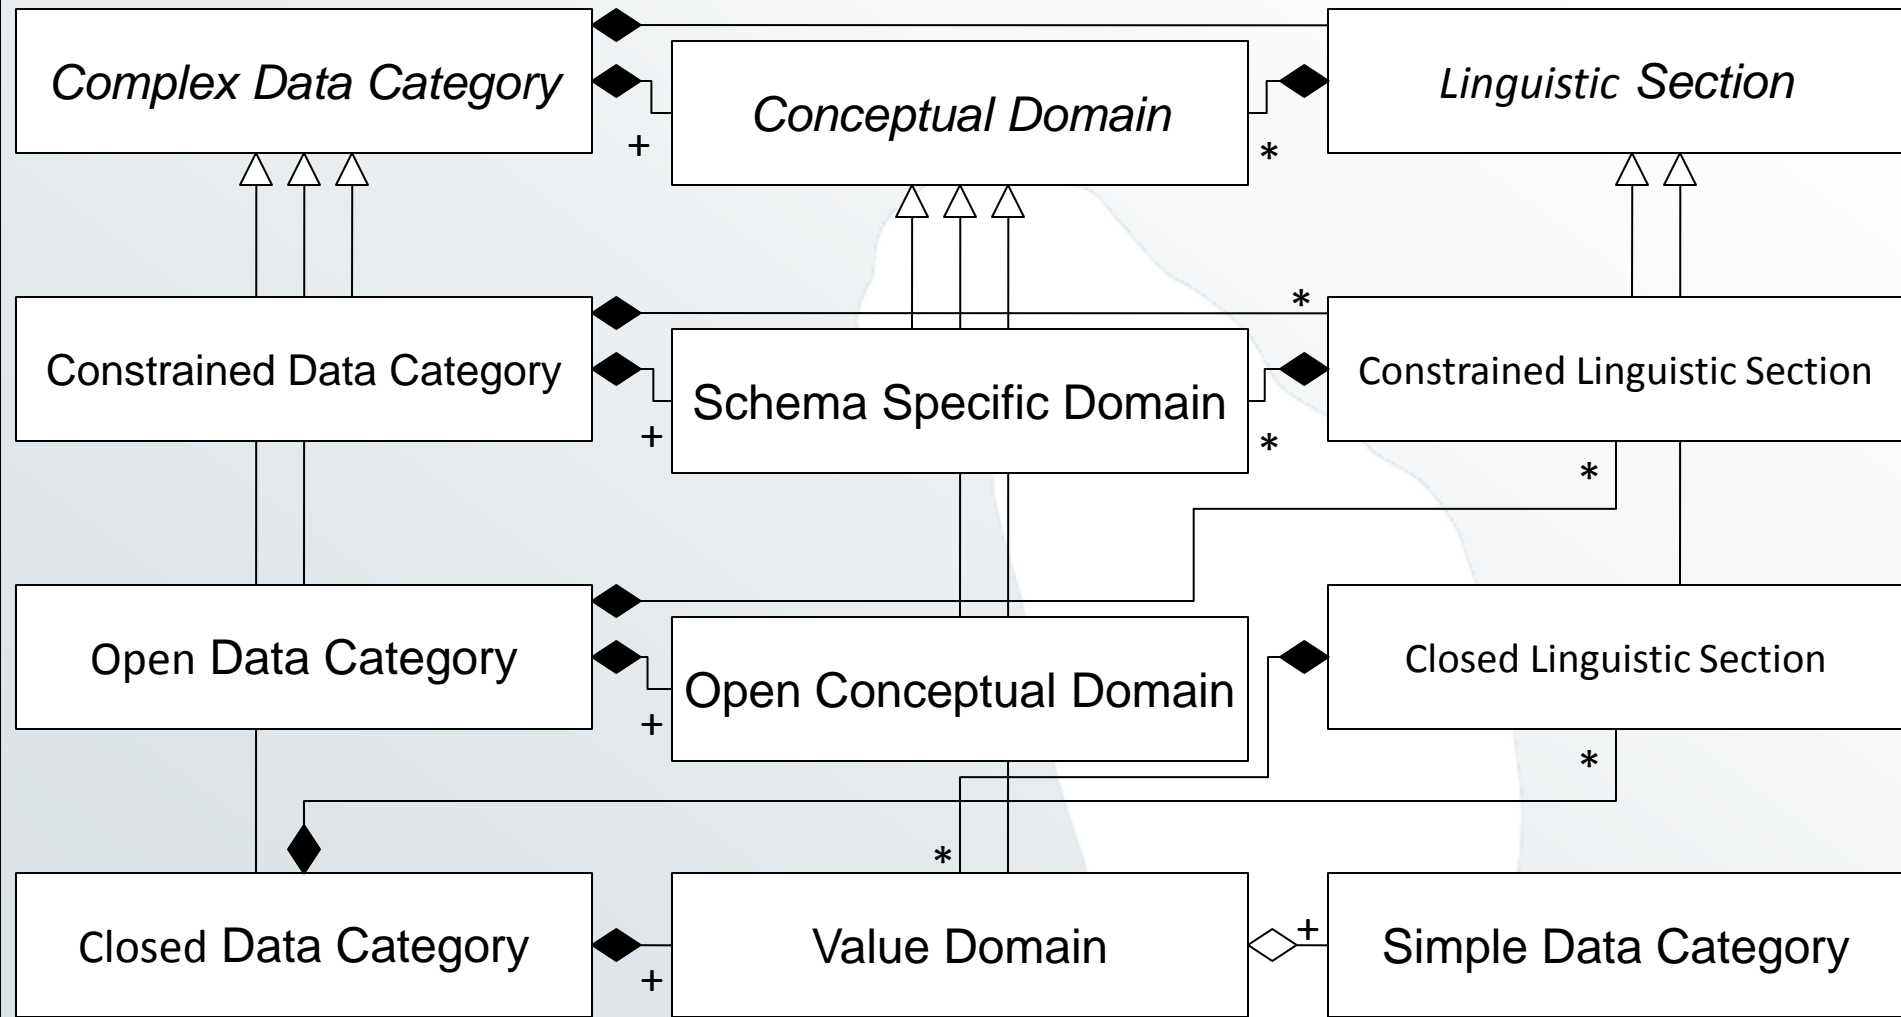 Complex Data Category
Conceptual Domain
Linguistic Section
+
*
*
Constrained Data Category
Schema Specific Domain
Constrained Linguistic Section
+
*
*
Open Data Category
Open Conceptual Domain
Closed Linguistic Section
+
*
*
Closed Data Category
Value Domain
+
Simple Data Category
+